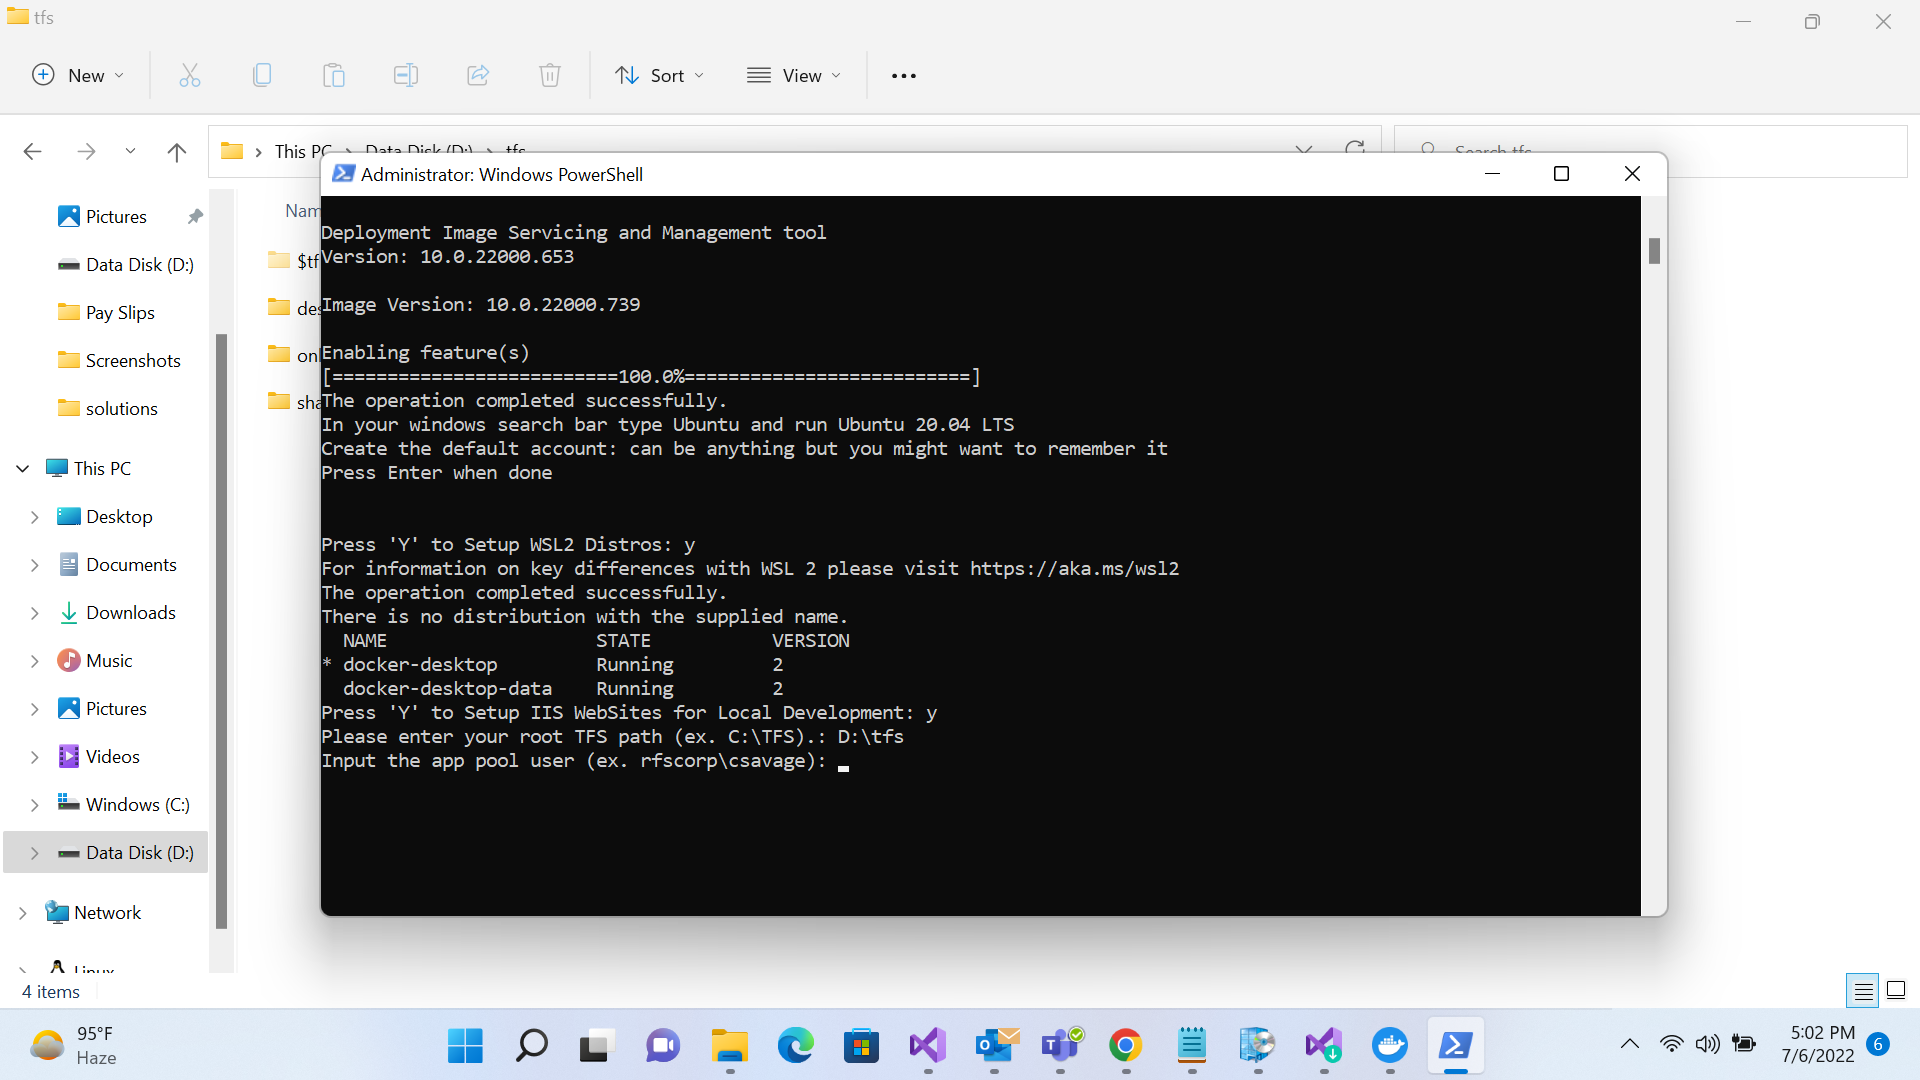 tfs
New
Sort
View
This PC
Data Disk (D:)
tfs
Search tfs
Pictures
Data Disk (D:)
Pay Slips
Screenshots
solutions
This PC
Desktop
Documents
Downloads
Music
Pictures
Videos
Windows (C:)
Data Disk (D:)
Network
Linux
4 items
Nam
$tf
des
onl
sha
Administrator: Windows PowerShell
Deployment Image Servicing and Management tool
Version: 10.0.22000.653
Image Version: 10.0.22000.739
Enabling feature(s)
[==========================100.0%==========================]
The operation completed successfully.
In your windows search bar type Ubuntu and run Ubuntu 20.04 LTS
Create the default account: can be anything but you might want to remember it
Press Enter when done
Press 'Y' to Setup WSL2 Distros: y
For information on key differences with WSL 2 please visit https://aka.ms/wsl2
The operation completed successfully.
There is no distribution with the supplied name.
NAME STATE VERSION
* docker-desktop Running 2
docker-desktop-data Running 2
Press 'Y' to Setup IIS WebSites for Local Development: y
Please enter your root TFS path (ex. C:\TFS).: D:\tfs
Input the app pool user (ex. rfscorp\csavage):
95°F
Haze
5:02 PM
7/6/2022
6